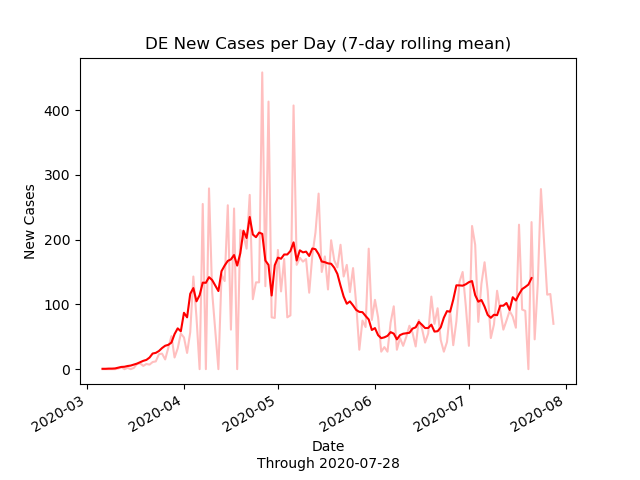 DE New Cases per Day (7-day rolling mean)
New Cases
400
300
200
100
0
2020-03
2020-04
2020-05
2020-06
2020-07
2020-08
Date
Through 2020-07-28